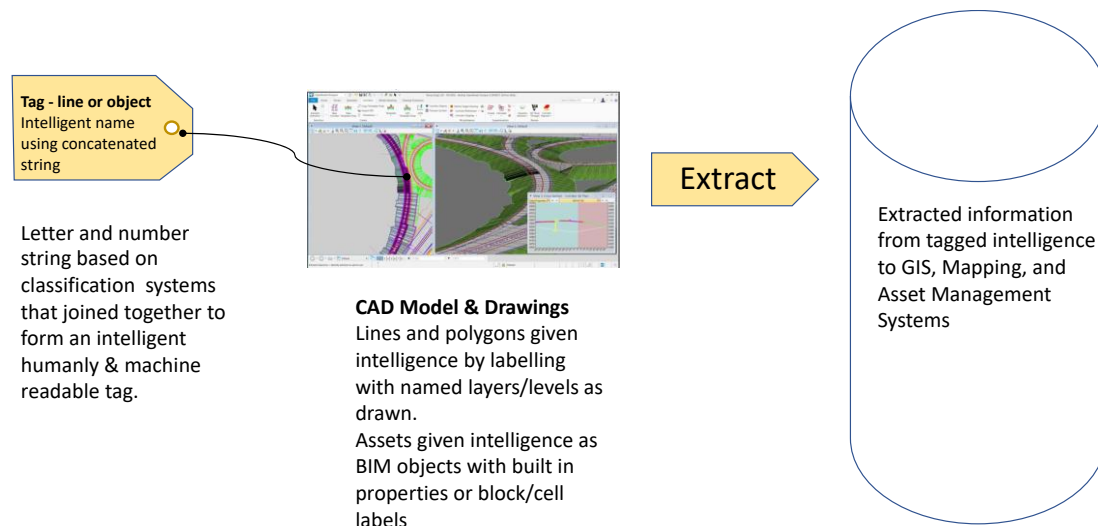 Tag - line or object
Intelligent name
using concatenated
string
Letter and number
string based on
classification systems
that joined together to
form an intelligent
humanly & machine
readable tag.
CAD Model & Drawings
Lines and polygons given
intelligence by labelling
with named layers/levels as
drawn.
Assets given intelligence as
BIM objects with built in
properties or block/cell
labels
Extract
Extracted information
from tagged intelligence
to GIS, Mapping, and
Asset Management
Systems